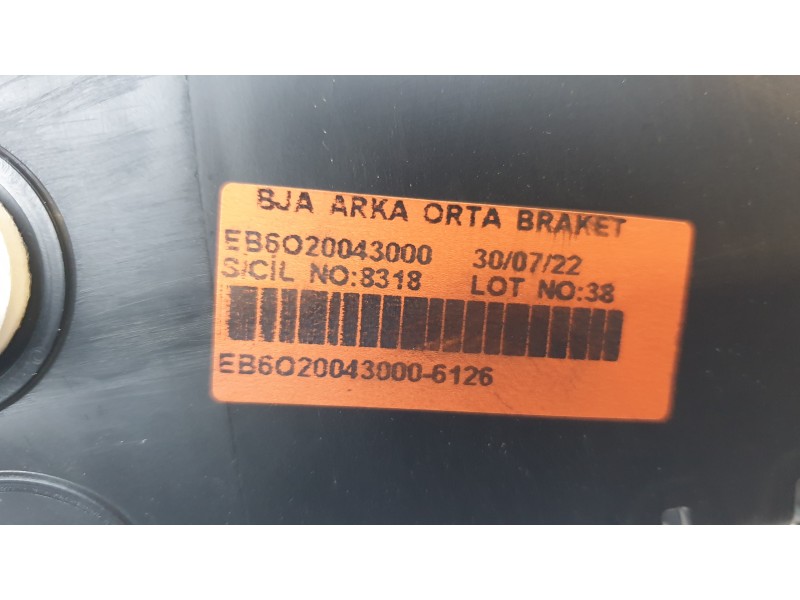 BJA ARKA ORTA BRAKET
EB6O20043000 30/07/22
SİCİL NO:8318 LOT NO:38
EB6O20043000-6126